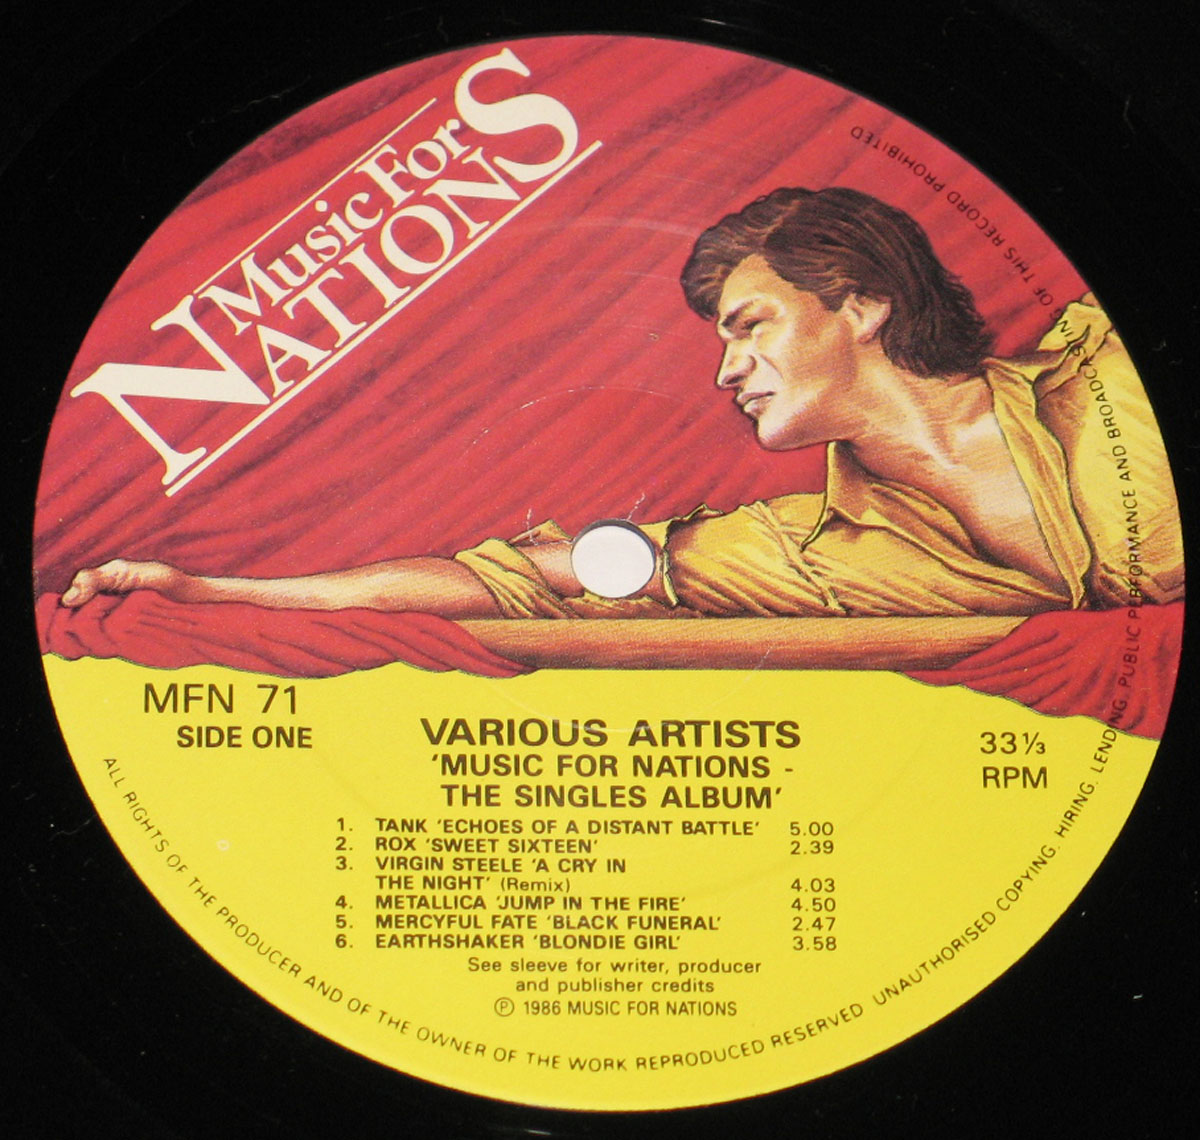 Music For
NATIONS
MFN 71
SIDE ONE
VARIOUS ARTISTS
'MUSIC FOR NATIONS -
THE SINGLES ALBUM'
33⅓
RPM
1. TANK 'ECHOES OF A DISTANT BATTLE' 5.00
2. ROX 'SWEET SIXTEEN' 2.39
3. VIRGIN STEELE 'A CRY IN
THE NIGHT' (Remix) 4.03
4. METALLICA 'JUMP IN THE FIRE' 4.50
5. MERCYFUL FATE 'BLACK FUNERAL' 2.47
6. EARTHSHAKER 'BLONDIE GIRL' 3.58
See sleeve for writer, producer
and publisher credits
℗ 1986 MUSIC FOR NATIONS
ALL RIGHTS OF THE PRODUCER AND OF THE OWNER OF THE WORK REPRODUCED RESERVED UNAUTHORISED COPYING. HIRING. LENDING. PUBLIC PERFORMANCE AND BROADCASTING OF THIS RECORD PROHIBITED